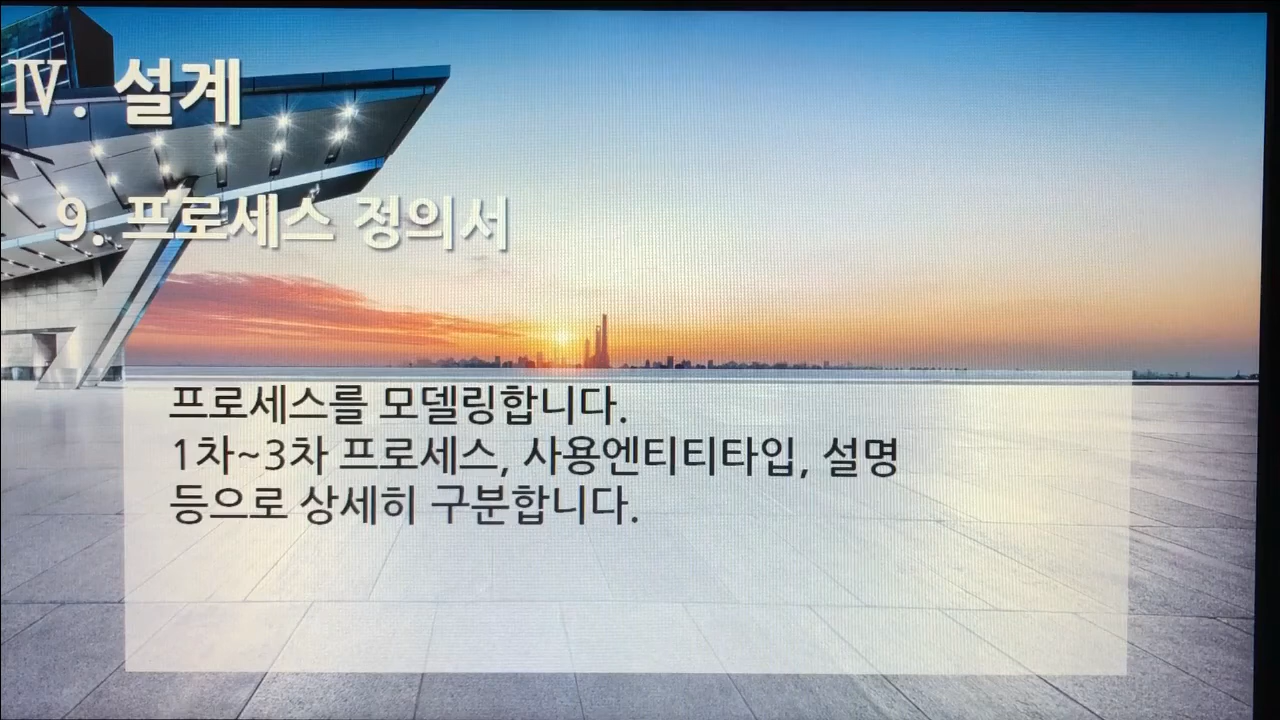 Ⅳ. 설계
9. 프로세스 정의서
프로세스를 모델링합니다.
1차~3차 프로세스, 사용엔티티타입, 설명
등으로 상세히 구분합니다.